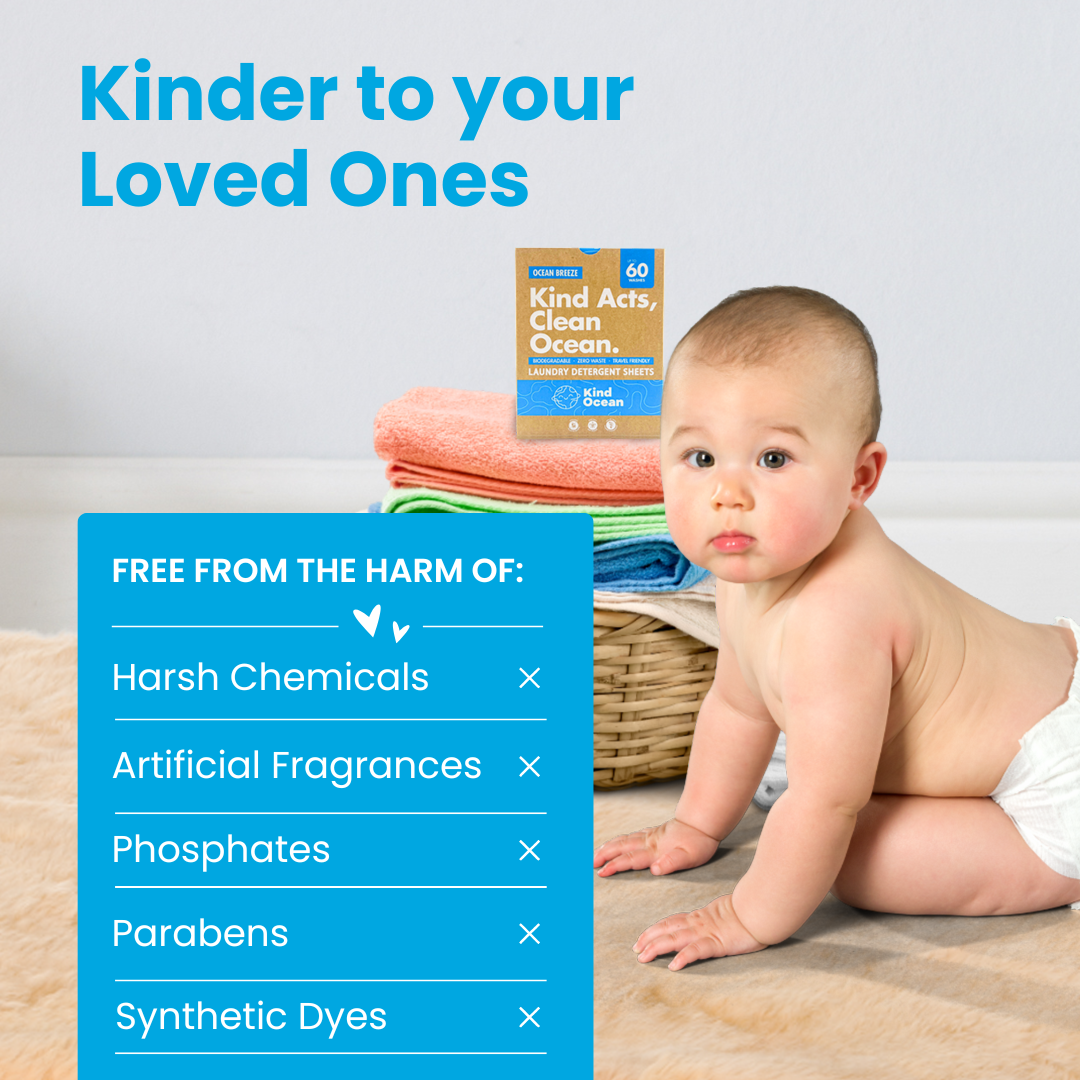 Kinder to your
Loved Ones
OCEAN BREEZE
60
WASHES
Kind Acts,
Clean
Ocean.
BIODEGRADABLE · ZERO WASTE · TRAVEL FRIENDLY
LAUNDRY DETERGENT SHEETS
Kind
Ocean
FREE FROM THE HARM OF:
Harsh Chemicals
Artificial Fragrances
Phosphates
Parabens
Synthetic Dyes